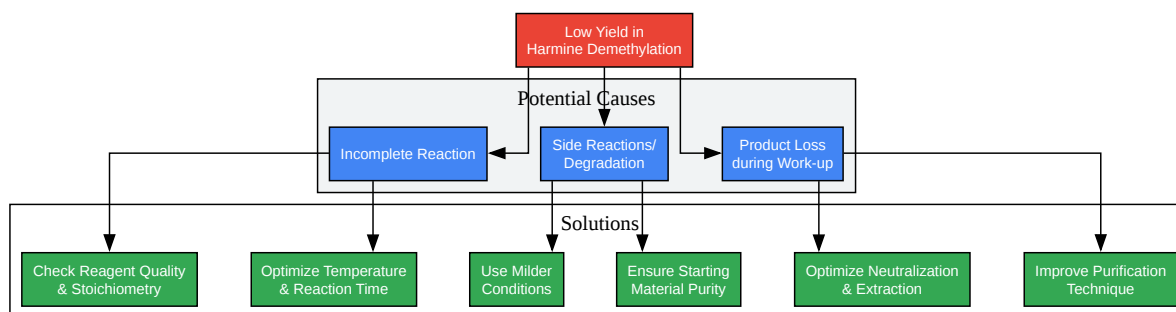 Low Yield in
Harmine Demethylation
Potential Causes
Incomplete Reaction
Side Reactions/
Degradation
Product Loss
during Work-up
Solutions
Check Reagent Quality
& Stoichiometry
Optimize Temperature
& Reaction Time
Use Milder
Conditions
Ensure Starting
Material Purity
Optimize Neutralization
& Extraction
Improve Purification
Technique